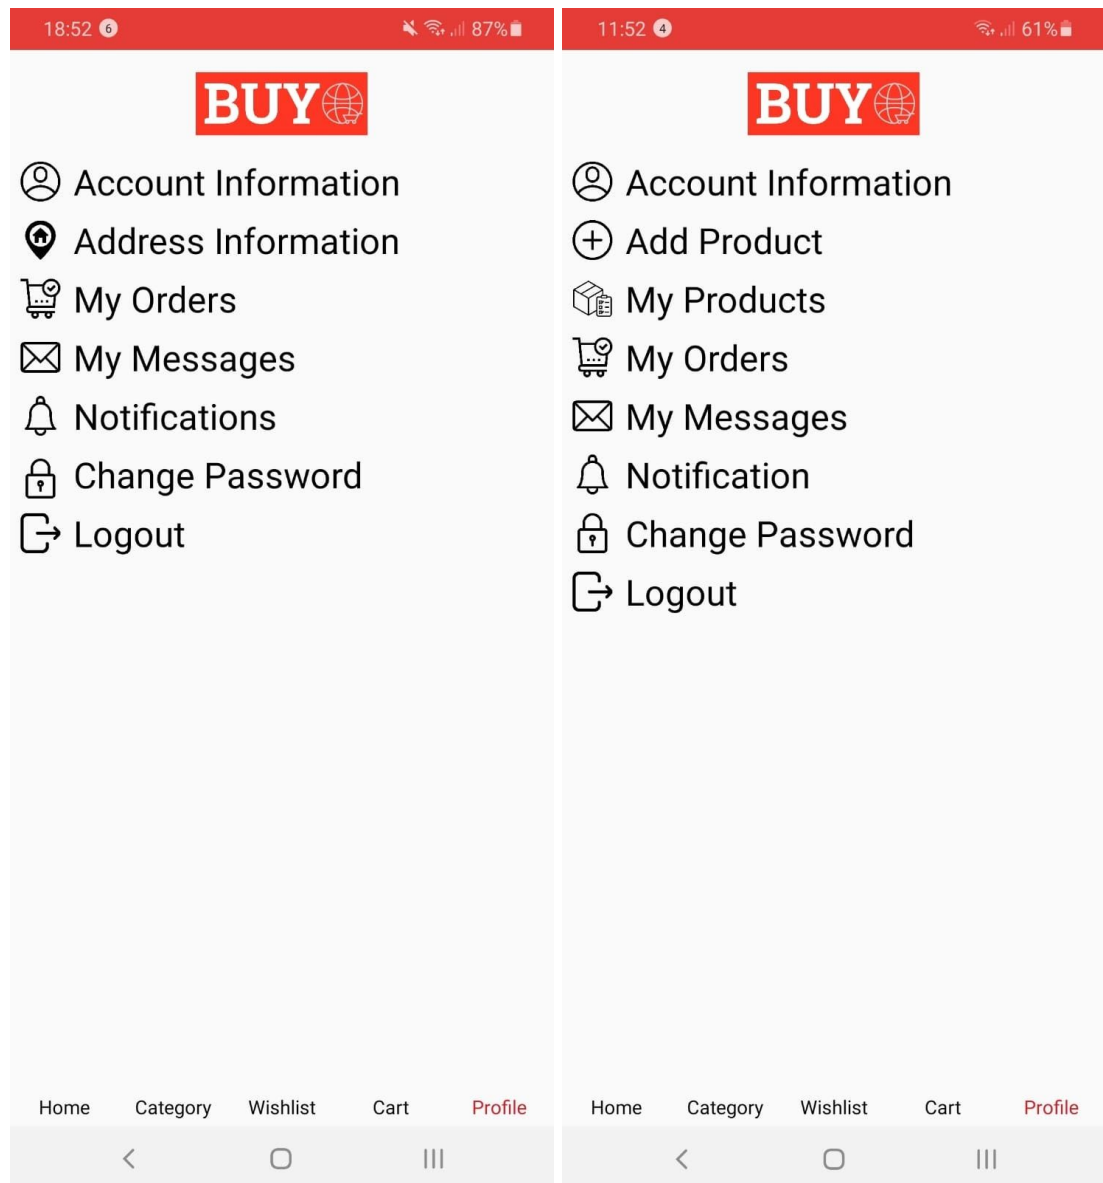 18:52 6
87%
BUY
Account Information
Address Information
My Orders
My Messages
Notifications
Change Password
Logout
Home Category Wishlist Cart Profile
11:52 4
61%
BUY
Account Information
Add Product
My Products
My Orders
My Messages
Notification
Change Password
Logout
Home Category Wishlist Cart Profile